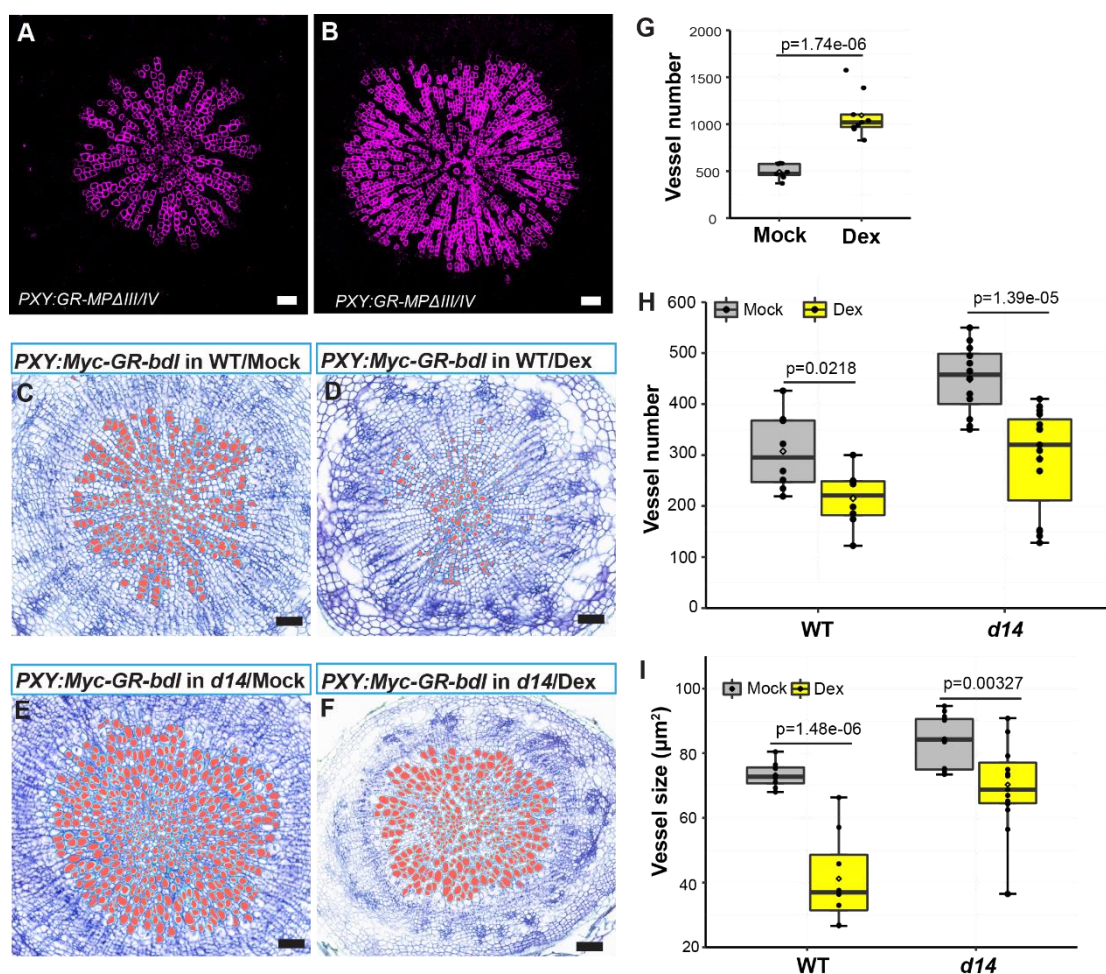 A
PXY:GR-MPΔIII/IV
B
PXY:GR-MPΔIII/IV
PXY:Myc-GR-bdl in WT/Mock
C
PXY:Myc-GR-bdl in WT/Dex
D
PXY:Myc-GR-bdl in d14/Mock
E
PXY:Myc-GR-bdl in d14/Dex
F
G
Vessel number
2000
1500
1000
500
0
p=1.74e-06
Mock Dex
H
Vessel number
600
500
400
300
200
100
0
Mock Dex
p=0.0218
p=1.39e-05
WT d14
I
Vessel size (µm²)
100
80
60
40
20
Mock Dex
p=1.48e-06
p=0.00327
WT d14